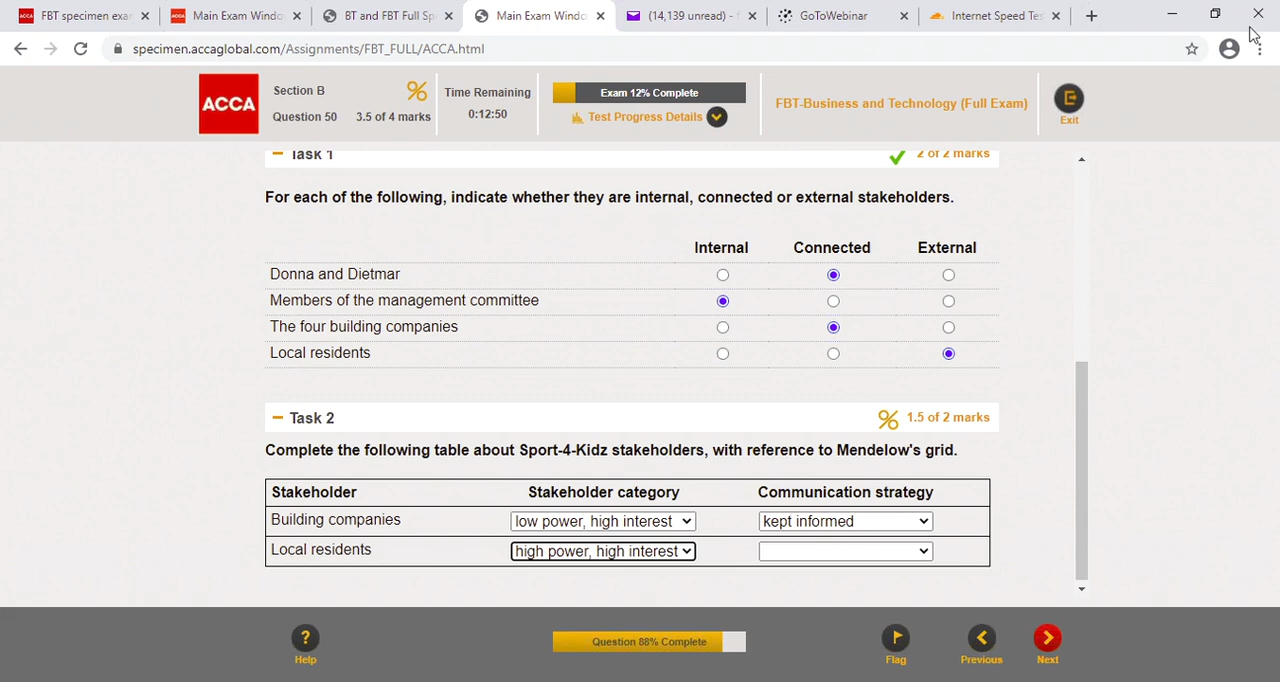 FBT specimen exar
Main Exam Windo
BT and FBT Full Sp
Main Exam Windo
(14,139 unread) - f
GoToWebinar
Internet Speed Tes
specimen.accaglobal.com/Assignments/FBT_FULL/ACCA.html
ACCA
Section B
%
Question 50 3.5 of 4 marks
Time Remaining
0:12:50
Exam 12% Complete
Test Progress Details
FBT-Business and Technology (Full Exam)
Exit
Task 1 2 of 2 marks
For each of the following, indicate whether they are internal, connected or external stakeholders.
Internal Connected External
Donna and Dietmar
Members of the management committee
The four building companies
Local residents
Task 2 % 1.5 of 2 marks
Complete the following table about Sport-4-Kidz stakeholders, with reference to Mendelow's grid.
Stakeholder Stakeholder category Communication strategy
Building companies low power, high interest kept informed
Local residents high power, high interest
?
Help
Question 88% Complete
Flag
Previous
Next